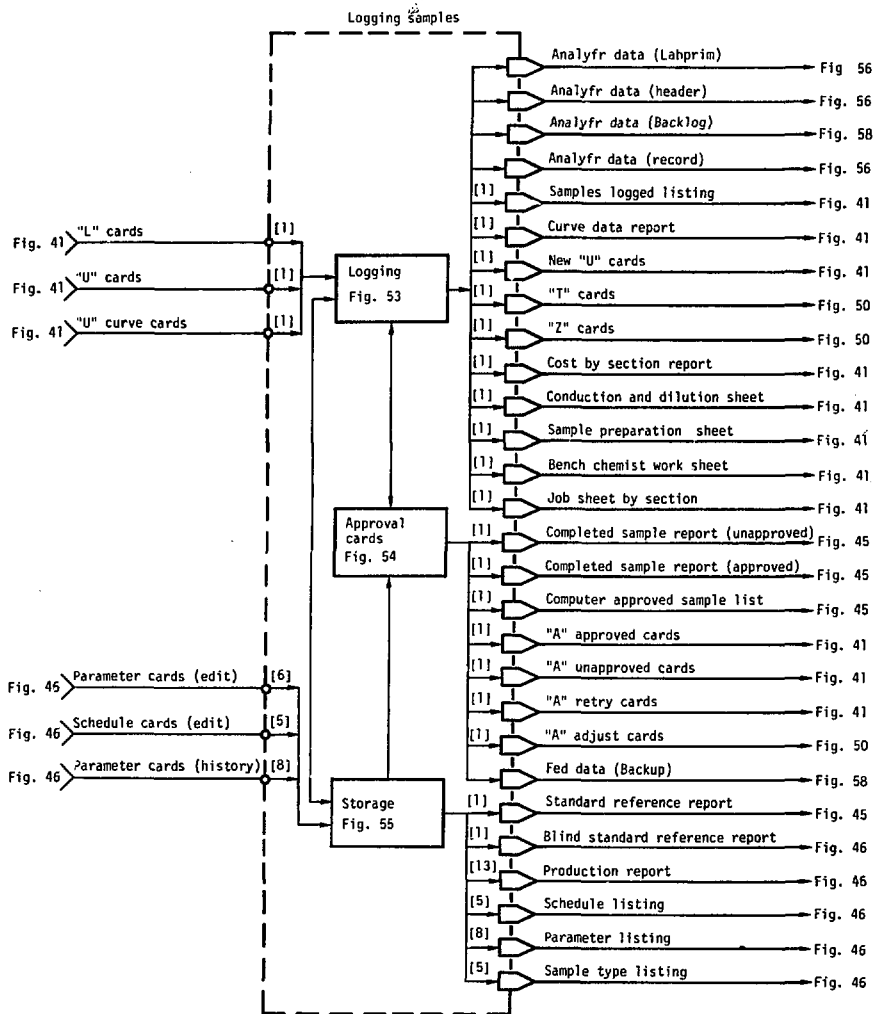 Logging samples
Analyfr data (Lahprim)
Fig 56
Analyfr data (header)
Fig. 56
Analyfr data (Backlog)
Fig. 58
Analyfr data (record)
Fig. 56
[1] Samples logged listing
Fig. 41
[1] Curve data report
Fig. 41
[1] New "U" cards
Fig. 41
[1] "T" cards
Fig. 50
[1] "Z" cards
Fig. 50
[1] Cost by section report
Fig. 41
[1] Conduction and dilution sheet
Fig. 41
[1] Sample preparation sheet
Fig. 41
[1] Bench chemist work sheet
Fig. 41
[1] Job sheet by section
Fig. 41
[1] Completed sample report (unapproved)
Fig. 45
[1] Completed sample report (approved)
Fig. 45
[1] Computer approved sample list
Fig. 45
[1] "A" approved cards
Fig. 41
[1] "A" unapproved cards
Fig. 41
[1] "A" retry cards
Fig. 41
[1] "A" adjust cards
Fig. 50
Fed data (Backup)
Fig. 58
[1] Standard reference report
Fig. 45
[1] Blind standard reference report
Fig. 46
[13] Production report
Fig. 46
[5] Schedule listing
Fig. 46
[8] Parameter listing
Fig. 46
[5] Sample type listing
Fig. 46
Fig. 41 "L" cards [1]
Fig. 41 "U" cards [1]
Fig. 41 "U" curve cards [1]
Logging
Fig. 53
Approval
cards
Fig. 54
Fig. 45 Parameter cards (edit) [6]
Fig. 46 Schedule cards (edit) [5]
Fig. 46 Parameter cards (history) [8]
Storage
Fig. 55